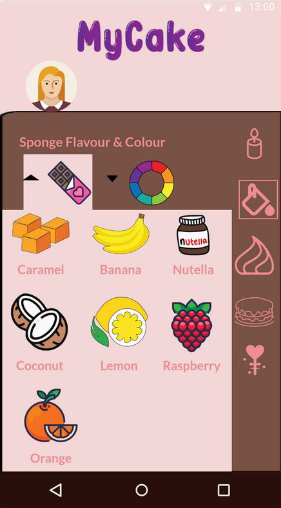 13:00
MyCake
Sponge Flavour & Colour
Caramel Banana Nutella
nutella
Coconut Lemon Raspberry
Orange